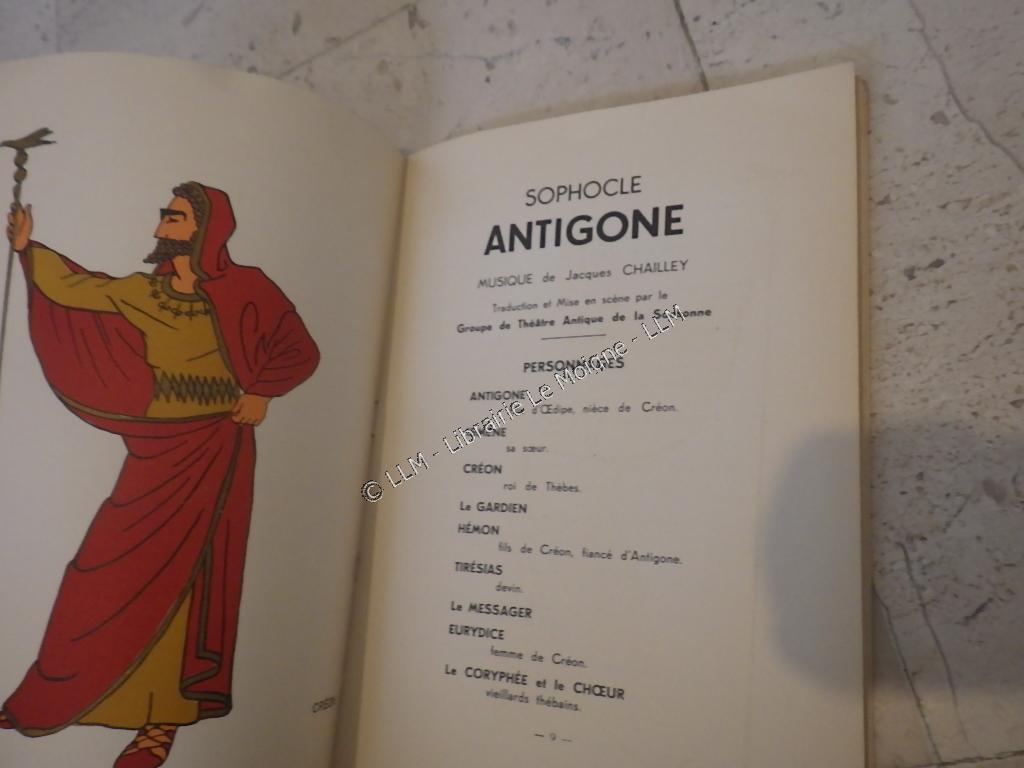 CRÉON
SOPHOCLE
ANTIGONE
MUSIQUE de Jacques CHAILLEY
Traduction et Mise en scène par le
Groupe de Théâtre Antique de la Sorbonne
PERSONNAGES
ANTIGONE
d'Œdipe, nièce de Créon.
sa sœur.
CRÉON
roi de Thèbes.
Le GARDIEN
HÉMON
fils de Créon, fiancé d'Antigone.
TIRÉSIAS
devin.
Le MESSAGER
EURYDICE
femme de Créon.
Le CORYPHÉE et le CHŒUR
vieillards thébains.
— 9 —
© LLM - Librairie Le Moigne - LLM